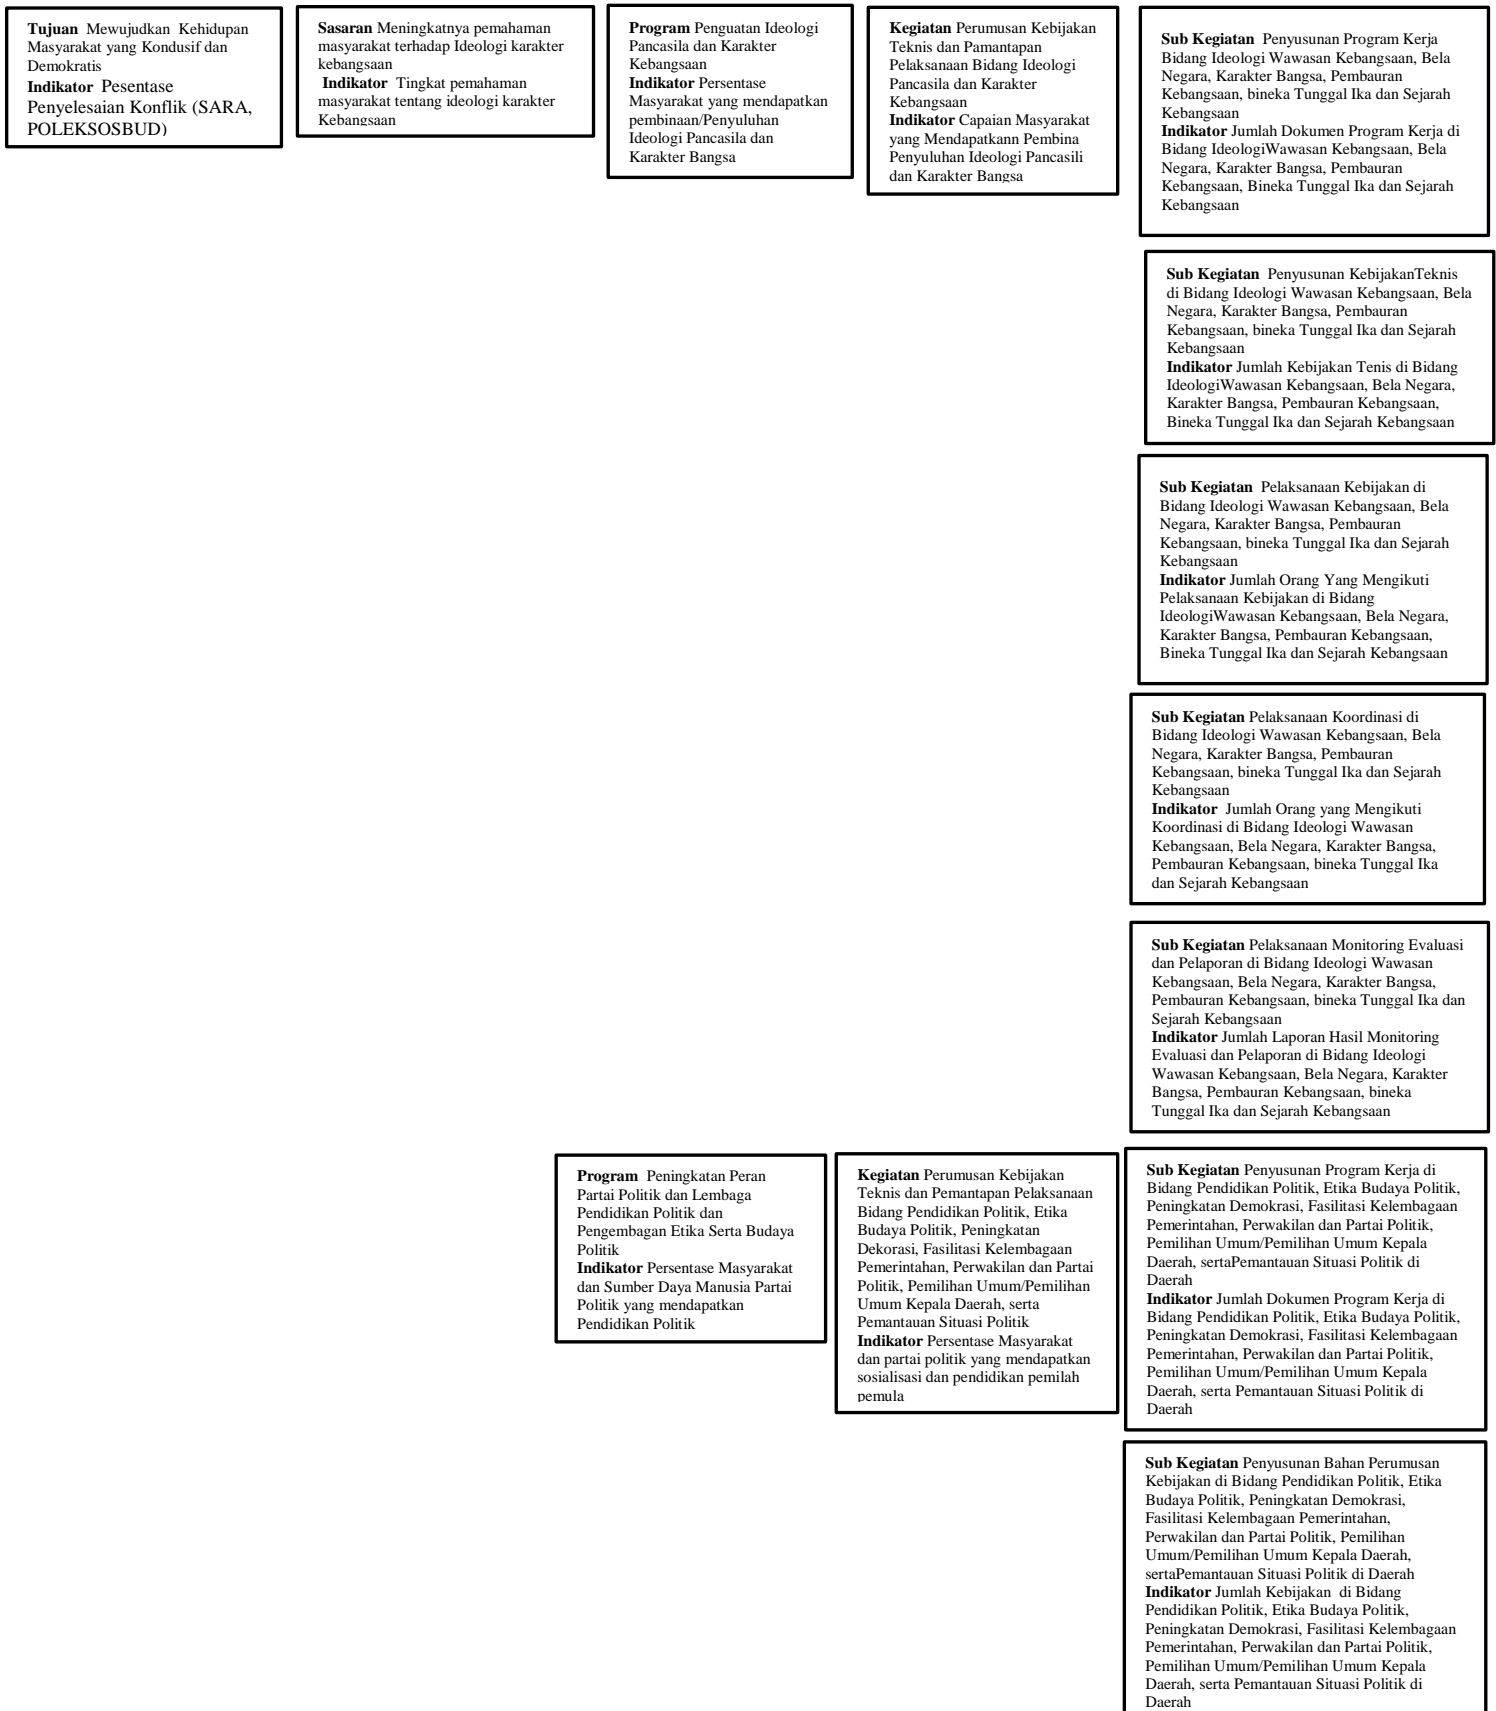 Tujuan Mewujudkan Kehidupan
Masyarakat yang Kondusif dan
Demokratis
Indikator Pesentase
Penyelesaian Konflik (SARA,
POLEKSOSBUD)
Sasaran Meningkatnya pemahaman
masyarakat terhadap Ideologi karakter
kebangsaan
Indikator Tingkat pemahaman
masyarakat tentang ideologi karakter
Kebangsaan
Program Penguatan Ideologi
Pancasila dan Karakter
Kebangsaan
Indikator Persentase
Masyarakat yang mendapatkan
pembinaan/Penyuluhan
Ideologi Pancasila dan
Karakter Bangsa
Kegiatan Perumusan Kebijakan
Teknis dan Pamantapan
Pelaksanaan Bidang Ideologi
Pancasila dan Karakter
Kebangsaan
Indikator Capaian Masyarakat
yang Mendapatkann Pembina
Penyuluhan Ideologi Pancasili
dan Karakter Bangsa
Sub Kegiatan Penyusunan Program Kerja
Bidang Ideologi Wawasan Kebangsaan, Bela
Negara, Karakter Bangsa, Pembauran
Kebangsaan, bineka Tunggal Ika dan Sejarah
Kebangsaan
Indikator Jumlah Dokumen Program Kerja di
Bidang IdeologiWawasan Kebangsaan, Bela
Negara, Karakter Bangsa, Pembauran
Kebangsaan, Bineka Tunggal Ika dan Sejarah
Kebangsaan
Sub Kegiatan Penyusunan KebijakanTeknis
di Bidang Ideologi Wawasan Kebangsaan, Bela
Negara, Karakter Bangsa, Pembauran
Kebangsaan, bineka Tunggal Ika dan Sejarah
Kebangsaan
Indikator Jumlah Kebijakan Tenis di Bidang
IdeologiWawasan Kebangsaan, Bela Negara,
Karakter Bangsa, Pembauran Kebangsaan,
Bineka Tunggal Ika dan Sejarah Kebangsaan
Sub Kegiatan Pelaksanaan Kebijakan di
Bidang Ideologi Wawasan Kebangsaan, Bela
Negara, Karakter Bangsa, Pembauran
Kebangsaan, bineka Tunggal Ika dan Sejarah
Kebangsaan
Indikator Jumlah Orang Yang Mengikuti
Pelaksanaan Kebijakan di Bidang
IdeologiWawasan Kebangsaan, Bela Negara,
Karakter Bangsa, Pembauran Kebangsaan,
Bineka Tunggal Ika dan Sejarah Kebangsaan
Sub Kegiatan Pelaksanaan Koordinasi di
Bidang Ideologi Wawasan Kebangsaan, Bela
Negara, Karakter Bangsa, Pembauran
Kebangsaan, bineka Tunggal Ika dan Sejarah
Kebangsaan
Indikator Jumlah Orang yang Mengikuti
Koordinasi di Bidang Ideologi Wawasan
Kebangsaan, Bela Negara, Karakter Bangsa,
Pembauran Kebangsaan, bineka Tunggal Ika
dan Sejarah Kebangsaan
Sub Kegiatan Pelaksanaan Monitoring Evaluasi
dan Pelaporan di Bidang Ideologi Wawasan
Kebangsaan, Bela Negara, Karakter Bangsa,
Pembauran Kebangsaan, bineka Tunggal Ika dan
Sejarah Kebangsaan
Indikator Jumlah Laporan Hasil Monitoring
Evaluasi dan Pelaporan di Bidang Ideologi
Wawasan Kebangsaan, Bela Negara, Karakter
Bangsa, Pembauran Kebangsaan, bineka
Tunggal Ika dan Sejarah Kebangsaan
Program Peningkatan Peran
Partai Politik dan Lembaga
Pendidikan Politik dan
Pengembagan Etika Serta Budaya
Politik
Indikator Persentase Masyarakat
dan Sumber Daya Manusia Partai
Politik yang mendapatkan
Pendidikan Politik
Kegiatan Perumusan Kebijakan
Teknis dan Pemantapan Pelaksanaan
Bidang Pendidikan Politik, Etika
Budaya Politik, Peningkatan
Dekorasi, Fasilitasi Kelembagaan
Pemerintahan, Perwakilan dan Partai
Politik, Pemilihan Umum/Pemilihan
Umum Kepala Daerah, serta
Pemantauan Situasi Politik
Indikator Persentase Masyarakat
dan partai politik yang mendapatkan
sosialisasi dan pendidikan pemilah
pemula
Sub Kegiatan Penyusunan Program Kerja di
Bidang Pendidikan Politik, Etika Budaya Politik,
Peningkatan Demokrasi, Fasilitasi Kelembagaan
Pemerintahan, Perwakilan dan Partai Politik,
Pemilihan Umum/Pemilihan Umum Kepala
Daerah, sertaPemantauan Situasi Politik di
Daerah
Indikator Jumlah Dokumen Program Kerja di
Bidang Pendidikan Politik, Etika Budaya Politik,
Peningkatan Demokrasi, Fasilitasi Kelembagaan
Pemerintahan, Perwakilan dan Partai Politik,
Pemilihan Umum/Pemilihan Umum Kepala
Daerah, serta Pemantauan Situasi Politik di
Daerah
Sub Kegiatan Penyusunan Bahan Perumusan
Kebijakan di Bidang Pendidikan Politik, Etika
Budaya Politik, Peningkatan Demokrasi,
Fasilitasi Kelembagaan Pemerintahan,
Perwakilan dan Partai Politik, Pemilihan
Umum/Pemilihan Umum Kepala Daerah,
sertaPemantauan Situasi Politik di Daerah
Indikator Jumlah Kebijakan di Bidang
Pendidikan Politik, Etika Budaya Politik,
Peningkatan Demokrasi, Fasilitasi Kelembagaan
Pemerintahan, Perwakilan dan Partai Politik,
Pemilihan Umum/Pemilihan Umum Kepala
Daerah, serta Pemantauan Situasi Politik di
Daerah